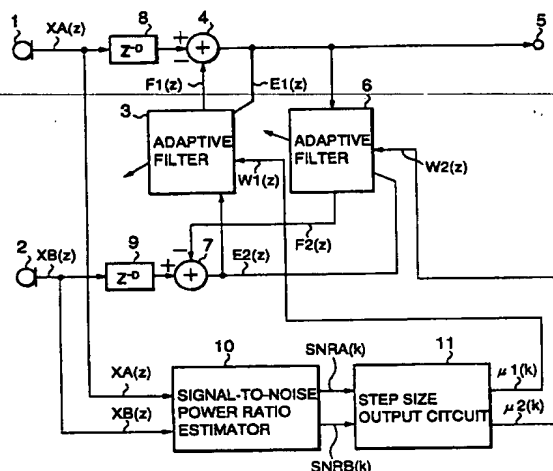 1
XA(z)
8
Z-D
+
−
4
+
5
F1(z)
E1(z)
3
ADAPTIVE
FILTER
6
ADAPTIVE
FILTER
W1(z)
W2(z)
2
XB(z)
9
Z-D
+
−
7
+
F2(z)
E2(z)
10
XA(z)
XB(z)
SIGNAL-TO-NOISE
POWER RATIO
ESTIMATOR
SNRA(k)
SNRB(k)
11
STEP SIZE
OUTPUT CITCUIT
μ1(k)
μ2(k)